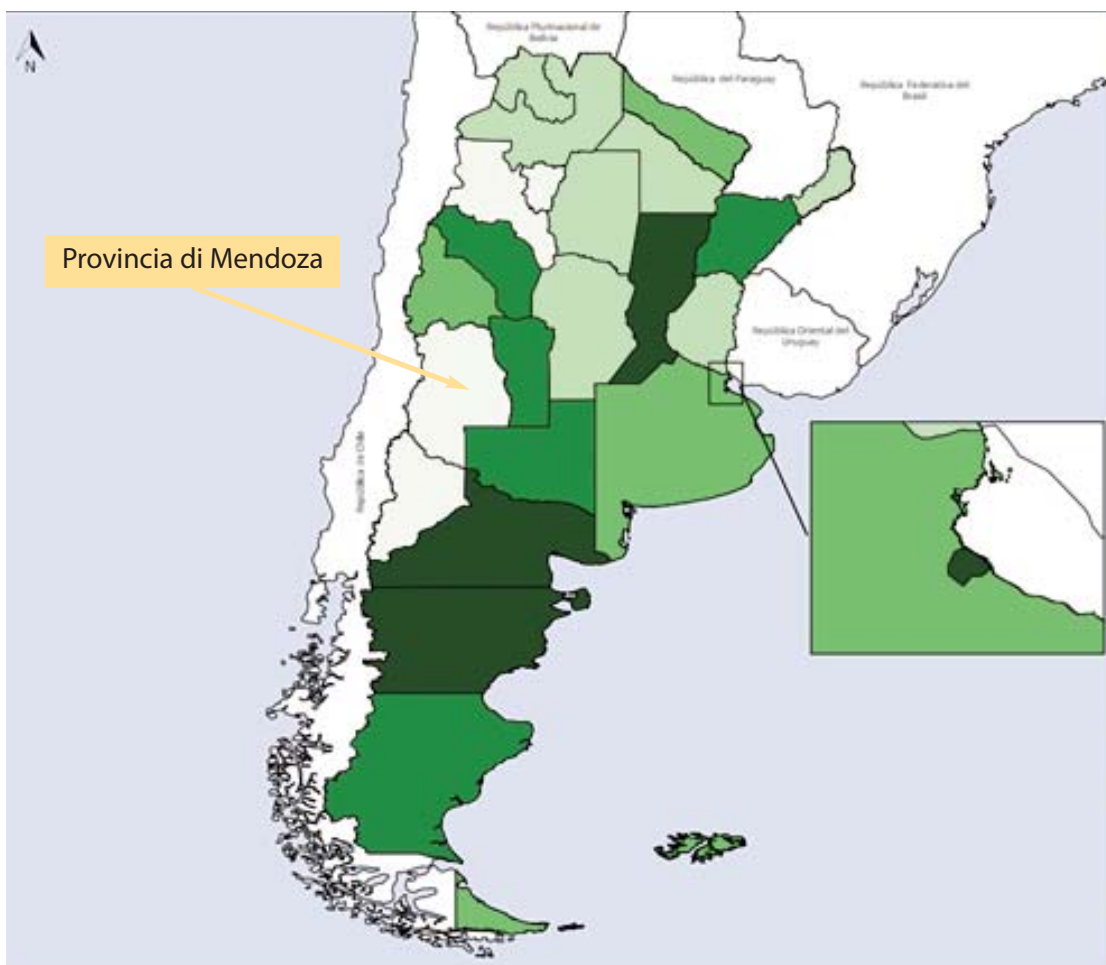 N
República Plurinacional de
Bolivia
República del Paraguay
República Federativa del
Brasil
Provincia di Mendoza
República Oriental del
Uruguay
República de Chile